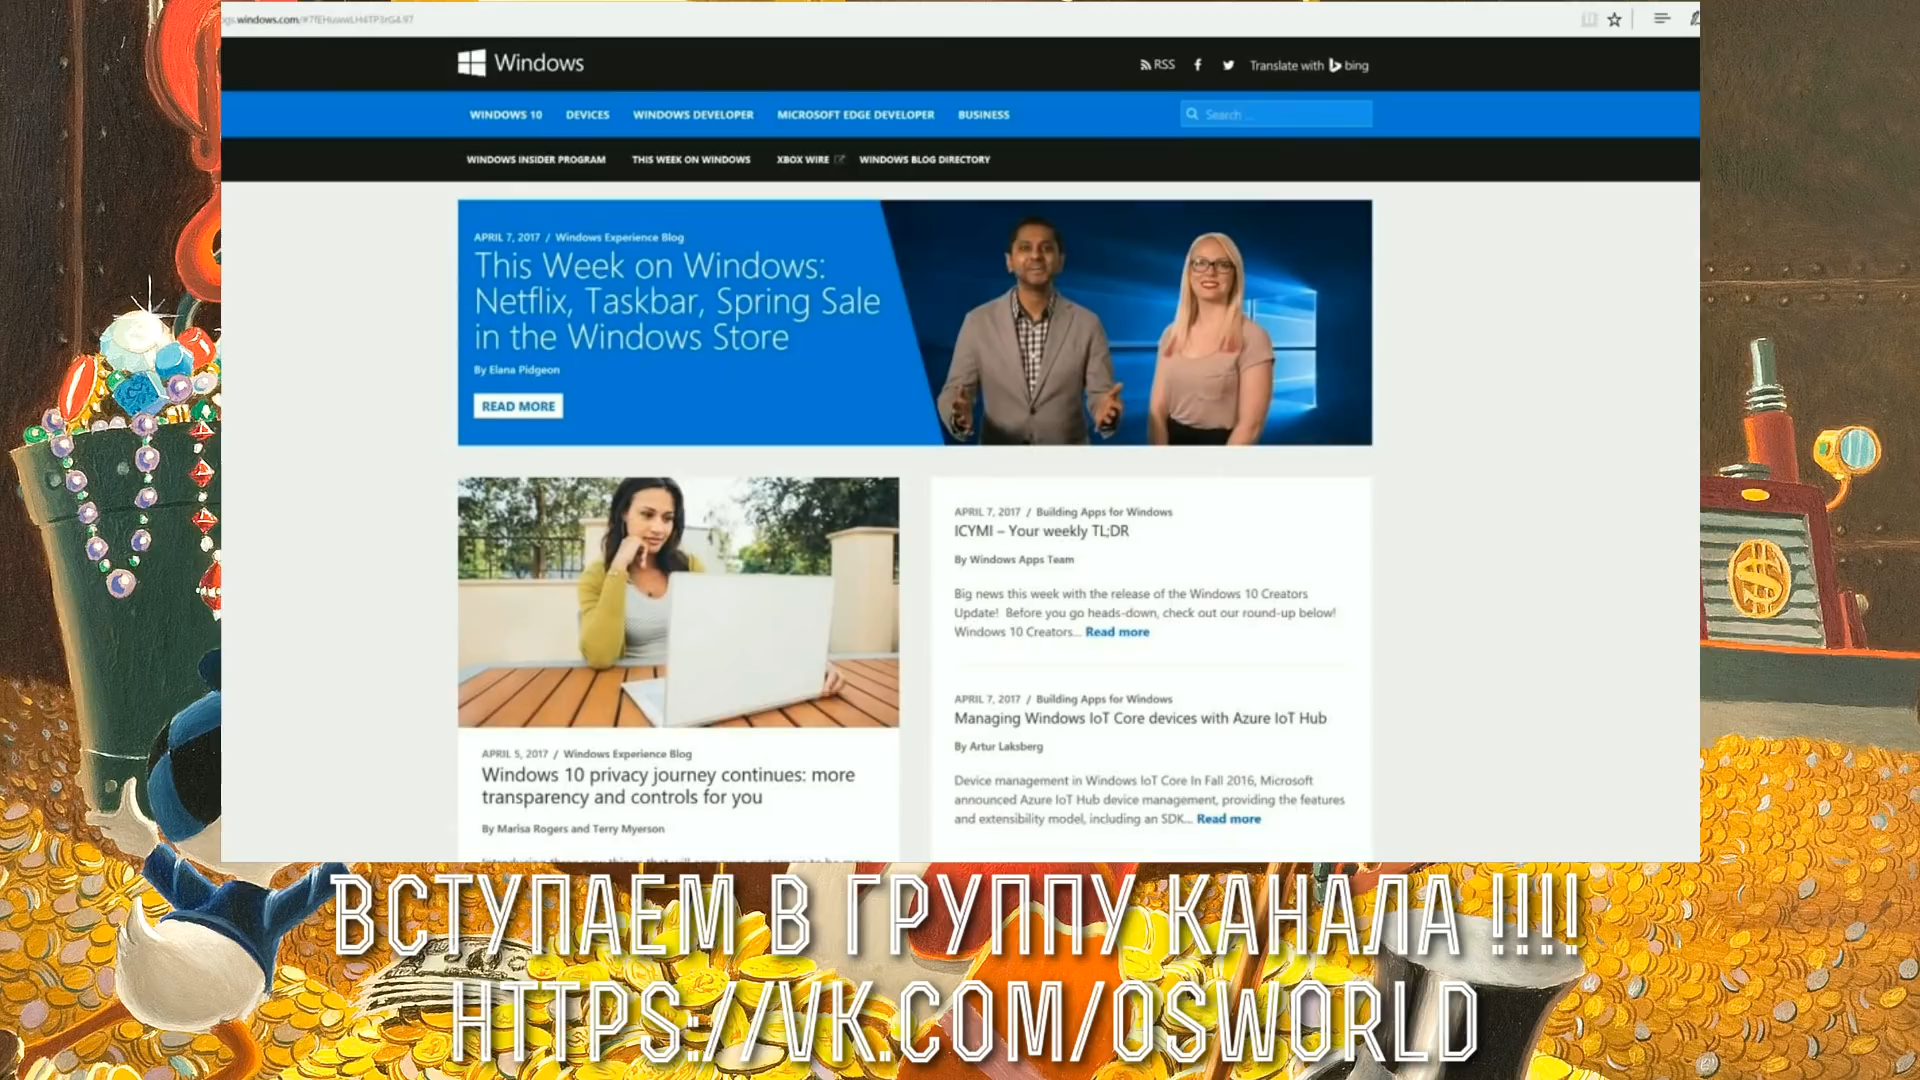 windows.com/
Windows
RSS
Translate with bing
WINDOWS 10 DEVICES WINDOWS DEVELOPER MICROSOFT EDGE DEVELOPER BUSINESS
Search ...
WINDOWS INSIDER PROGRAM THIS WEEK ON WINDOWS XBOX WIRE WINDOWS BLOG DIRECTORY
APRIL 7, 2017 / Windows Experience Blog
This Week on Windows:
Netflix, Taskbar, Spring Sale
in the Windows Store
By Elana Pidgeon
READ MORE
APRIL 5, 2017 / Windows Experience Blog
Windows 10 privacy journey continues: more
transparency and controls for you
By Marisa Rogers and Terry Myerson
APRIL 7, 2017 / Building Apps for Windows
ICYMI – Your weekly TL;DR
By Windows Apps Team
Big news this week with the release of the Windows 10 Creators
Update! Before you go heads-down, check out our round-up below!
Windows 10 Creators... Read more
APRIL 7, 2017 / Building Apps for Windows
Managing Windows IoT Core devices with Azure IoT Hub
By Artur Laksberg
Device management in Windows IoT Core In Fall 2016, Microsoft
announced Azure IoT Hub device management, providing the features
and extensibility model, including an SDK... Read more
ВСТУПАЕМ В ГРУППУ КАНАЛА !!!!
HTTPS://VK.COM/OSWORLD